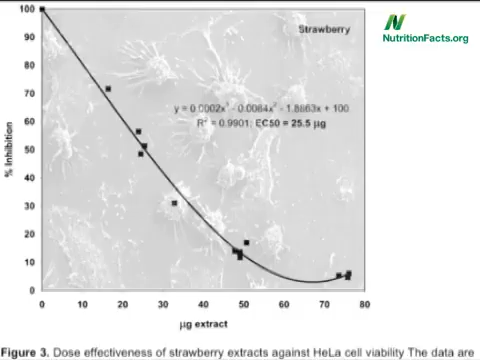 100
Strawberry
NutritionFacts.org
90
80
70
y = 0.0002x³ - 0.0084x² - 1.8863x + 100
R² = 0.9901; EC50 = 25.5 µg
60
% Inhibition
50
40
30
20
10
0
0 10 20 30 40 50 60 70 80
µg extract
Figure 3. Dose effectiveness of strawberry extracts against HeLa cell viability The data are